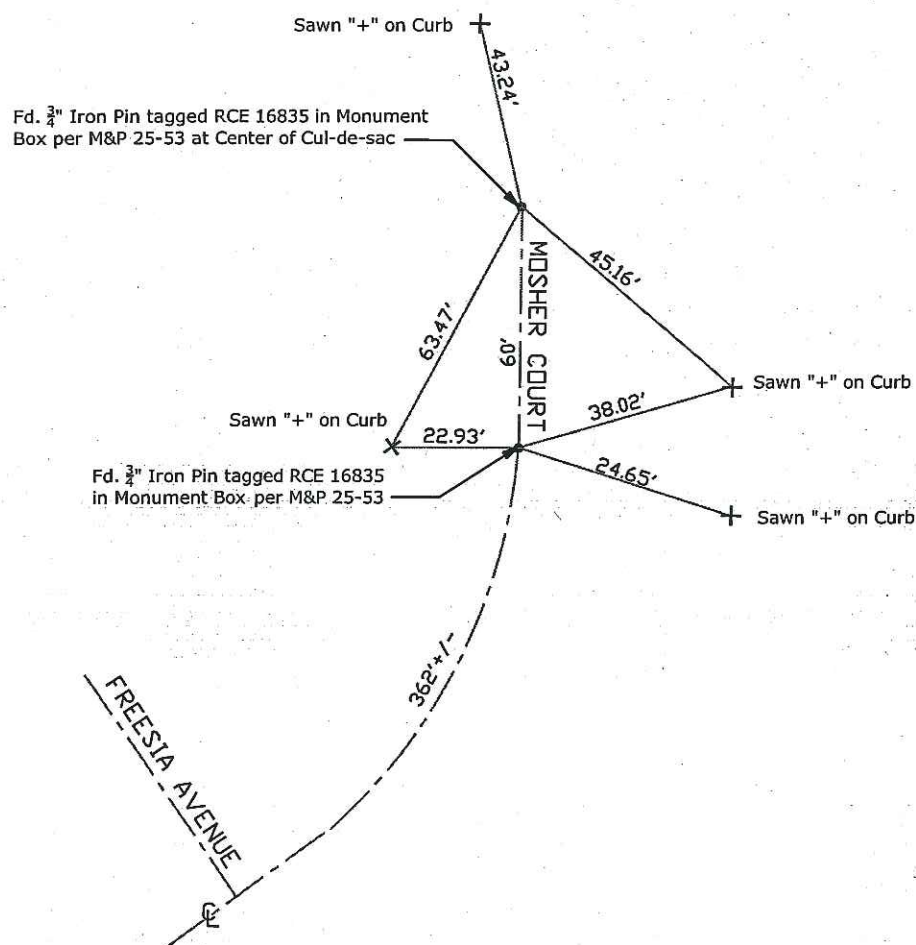 Sawn "+" on Curb
43.24'
Fd. ¾" Iron Pin tagged RCE 16835 in Monument
Box per M&P 25-53 at Center of Cul-de-sac
MOSHER COURT
60'
45.16'
63.47'
Sawn "+" on Curb
38.02'
Sawn "+" on Curb
22.93'
24.65'
Fd. ¾" Iron Pin tagged RCE 16835
in Monument Box per M&P 25-53
Sawn "+" on Curb
362'+/-
FREESIA AVENUE
℄